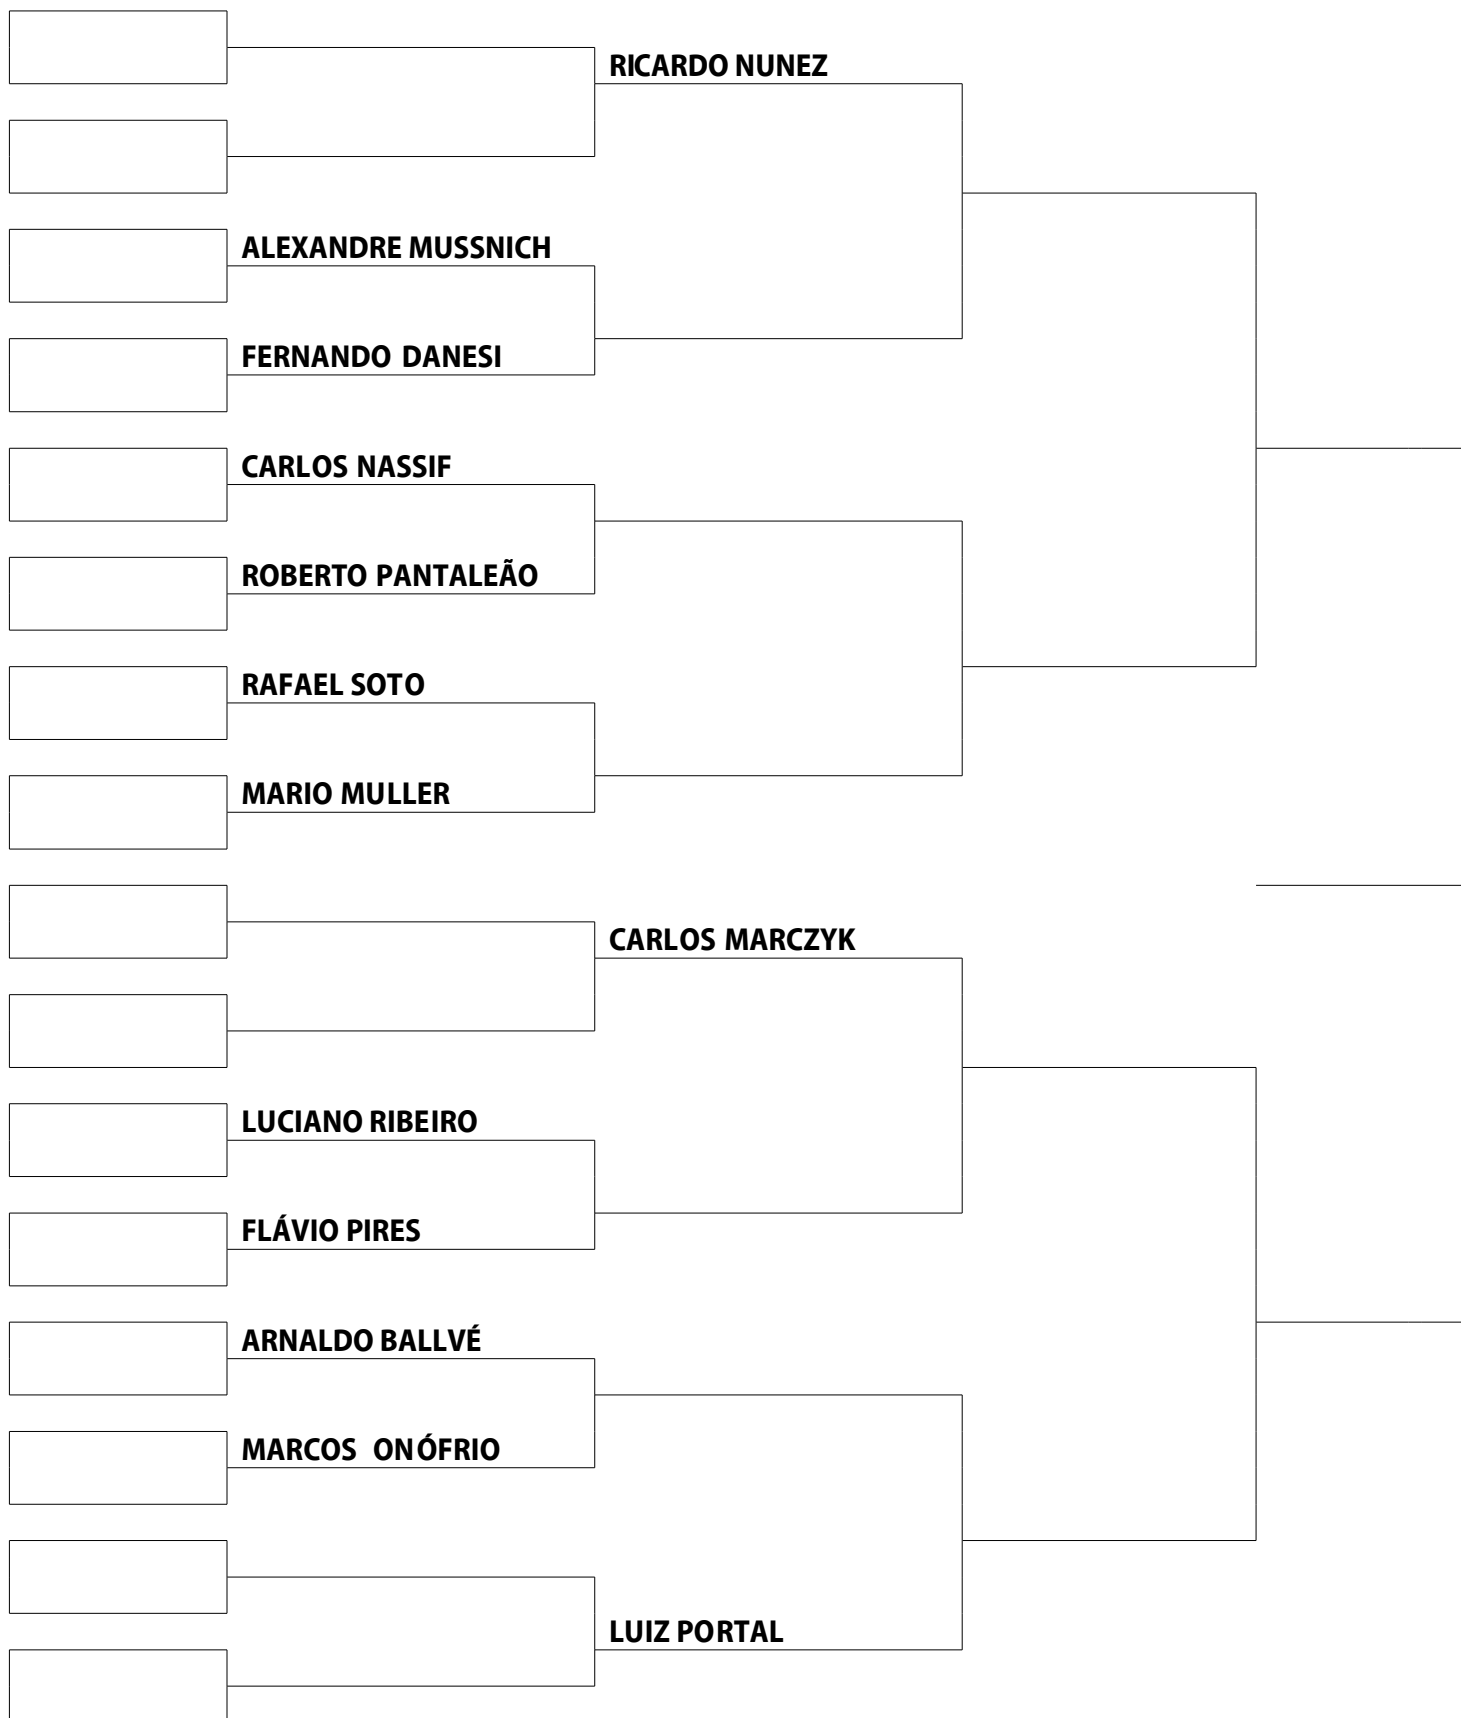 RICARDO NUNEZ
ALEXANDRE MUSSNICH
FERNANDO DANESI
CARLOS NASSIF
ROBERTO PANTALEÃO
RAFAEL SOTO
MARIO MULLER
CARLOS MARCZYK
LUCIANO RIBEIRO
FLÁVIO PIRES
ARNALDO BALLVÉ
MARCOS ONÓFRIO
LUIZ PORTAL